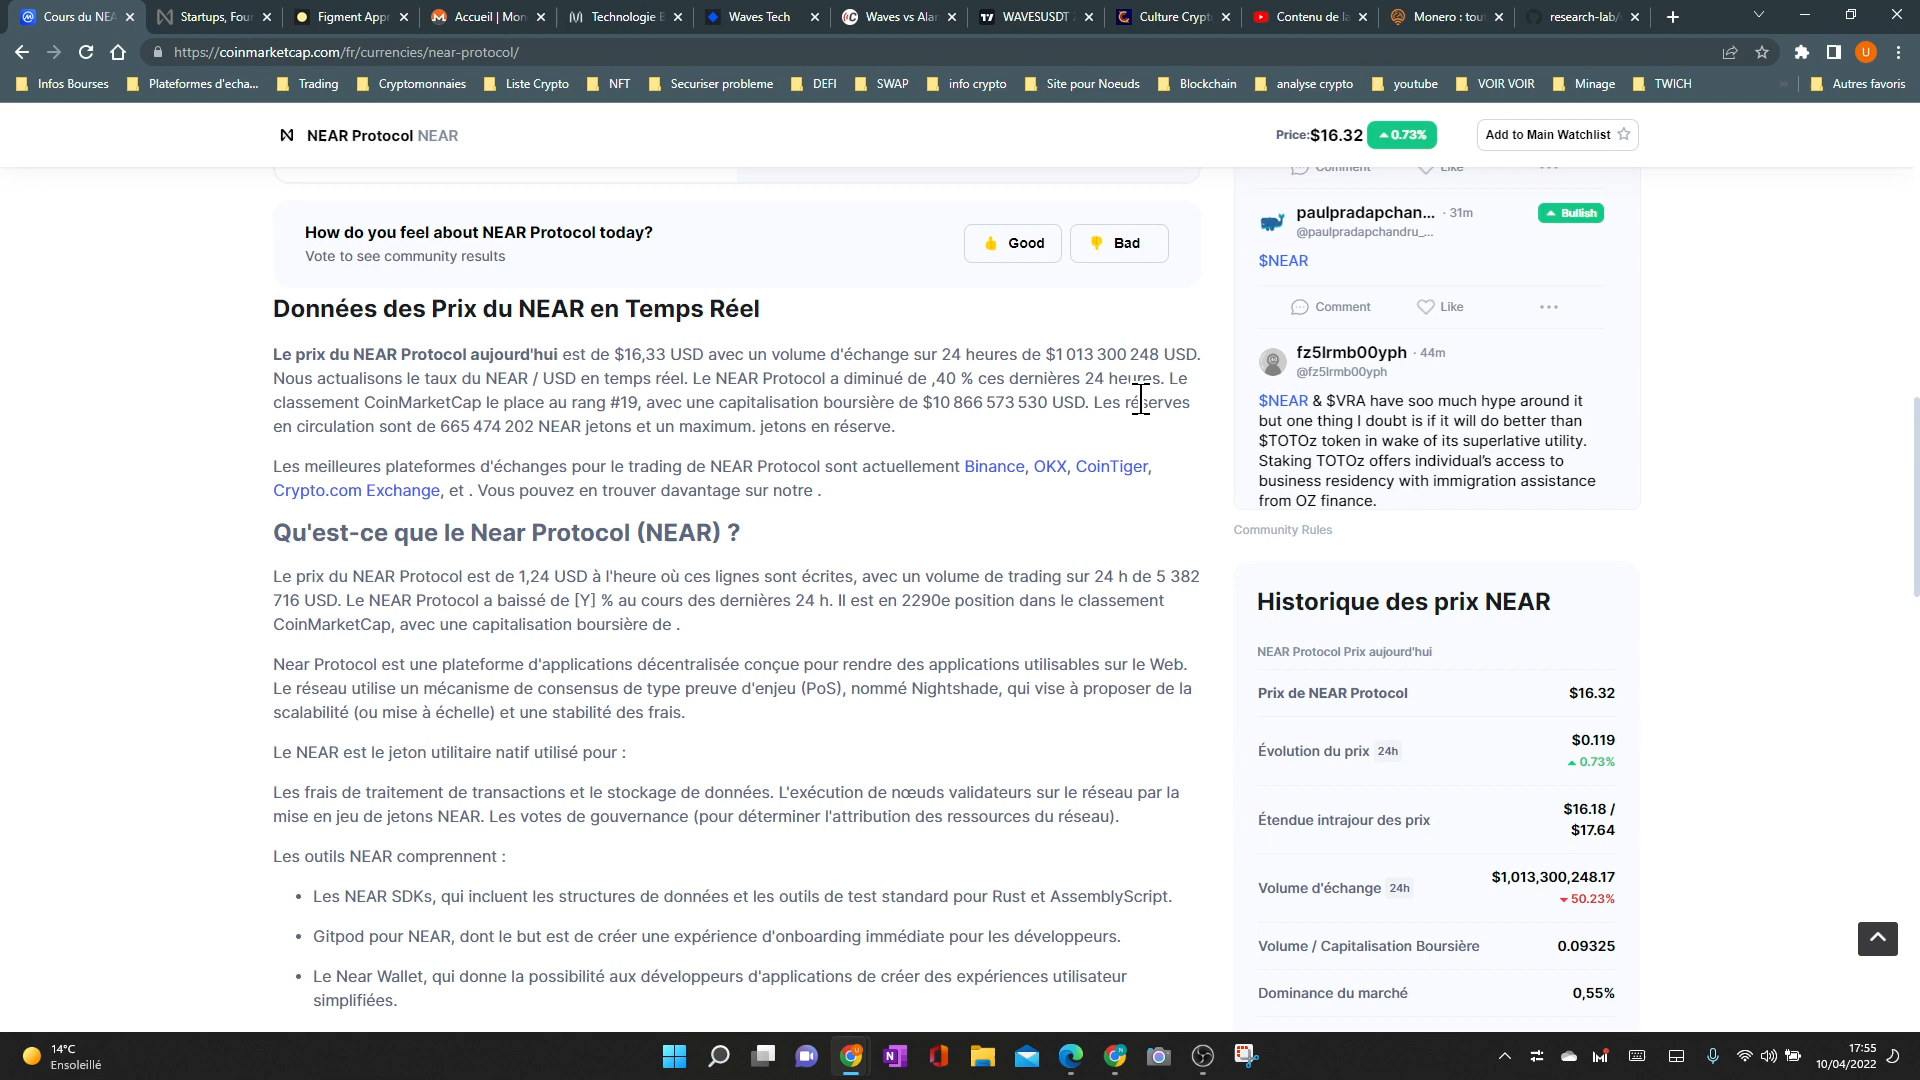 Cours du NEA
Startups, Four
Figment Appr
Accueil | Mon
Technologie B
Waves Tech
Waves vs Alar
WAVESUSDT
Culture Crypt
Contenu de la
Monero : tout
research-lab/
https://coinmarketcap.com/fr/currencies/near-protocol/
U
Infos Bourses
Plateformes d'echa...
Trading
Cryptomonnaies
Liste Crypto
NFT
Securiser probleme
DEFI
SWAP
info crypto
Site pour Noeuds
Blockchain
analyse crypto
youtube
VOIR VOIR
Minage
TWICH
Autres favoris
NEAR Protocol NEAR
Price:$16.32
0.73%
Add to Main Watchlist
Comment
Like
How do you feel about NEAR Protocol today?
Vote to see community results
Good
Bad
Données des Prix du NEAR en Temps Réel
Le prix du NEAR Protocol aujourd'hui est de $16,33 USD avec un volume d'échange sur 24 heures de $1 013 300 248 USD.
Nous actualisons le taux du NEAR / USD en temps réel. Le NEAR Protocol a diminué de ,40 % ces dernières 24 heures. Le
classement CoinMarketCap le place au rang #19, avec une capitalisation boursière de $10 866 573 530 USD. Les réserves
en circulation sont de 665 474 202 NEAR jetons et un maximum. jetons en réserve.
Les meilleures plateformes d'échanges pour le trading de NEAR Protocol sont actuellement Binance, OKX, CoinTiger,
Crypto.com Exchange, et . Vous pouvez en trouver davantage sur notre .
Qu'est-ce que le Near Protocol (NEAR) ?
Le prix du NEAR Protocol est de 1,24 USD à l'heure où ces lignes sont écrites, avec un volume de trading sur 24 h de 5 382
716 USD. Le NEAR Protocol a baissé de [Y] % au cours des dernières 24 h. Il est en 2290e position dans le classement
CoinMarketCap, avec une capitalisation boursière de .
Near Protocol est une plateforme d'applications décentralisée conçue pour rendre des applications utilisables sur le Web.
Le réseau utilise un mécanisme de consensus de type preuve d'enjeu (PoS), nommé Nightshade, qui vise à proposer de la
scalabilité (ou mise à échelle) et une stabilité des frais.
Le NEAR est le jeton utilitaire natif utilisé pour :
Les frais de traitement de transactions et le stockage de données. L'exécution de nœuds validateurs sur le réseau par la
mise en jeu de jetons NEAR. Les votes de gouvernance (pour déterminer l'attribution des ressources du réseau).
Les outils NEAR comprennent :
• Les NEAR SDKs, qui incluent les structures de données et les outils de test standard pour Rust et AssemblyScript.
• Gitpod pour NEAR, dont le but est de créer une expérience d'onboarding immédiate pour les développeurs.
• Le Near Wallet, qui donne la possibilité aux développeurs d'applications de créer des expériences utilisateur
simplifiées.
paulpradapchan... · 31m
@paulpradapchandru_...
Bullish
$NEAR
Comment
Like
fz5lrmb00yph · 44m
@fz5lrmb00yph
$NEAR & $VRA have soo much hype around it
but one thing I doubt is if it will do better than
$TOTOz token in wake of its superlative utility.
Staking TOTOz offers individual's access to
business residency with immigration assistance
from OZ finance.
Community Rules
Historique des prix NEAR
NEAR Protocol Prix aujourd'hui
Prix de NEAR Protocol
$16.32
Évolution du prix 24h
$0.119
0.73%
Étendue intrajour des prix
$16.18 /
$17.64
Volume d'échange 24h
$1,013,300,248.17
50.23%
Volume / Capitalisation Boursière
0.09325
Dominance du marché
0,55%
14°C
Ensoleillé
17:55
10/04/2022